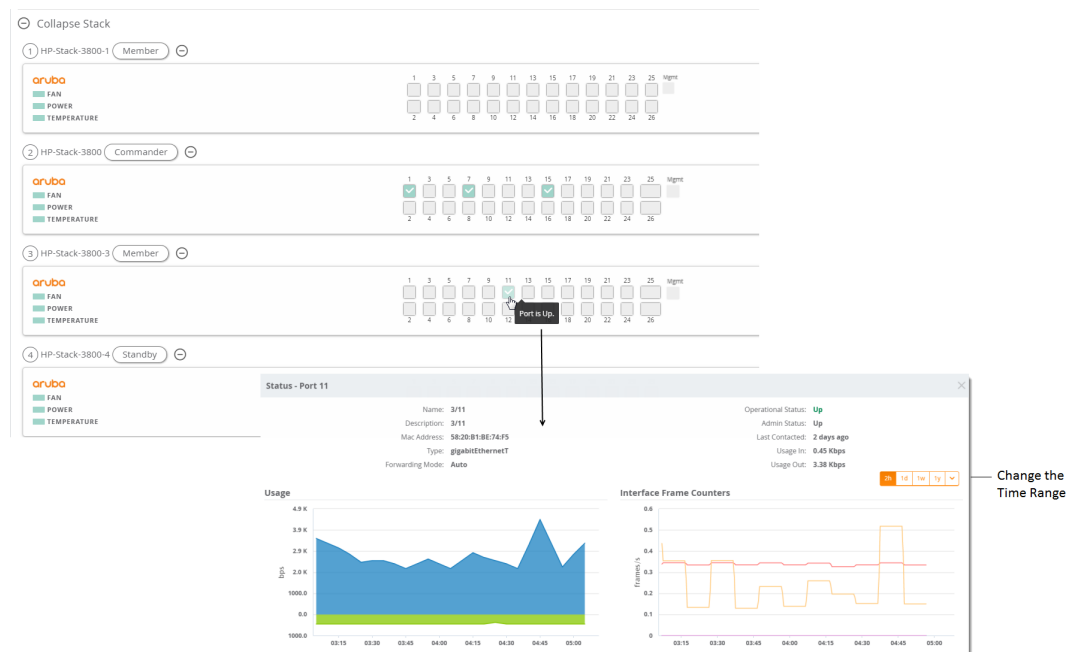 Collapse Stack
1 HP-Stack-3800-1 Member
aruba
FAN
POWER
TEMPERATURE
1 3 5 7 9 11 13 15 17 19 21 23 25 Mgmt
2 4 6 8 10 12 14 16 18 20 22 24 26
2 HP-Stack-3800 Commander
aruba
FAN
POWER
TEMPERATURE
1 3 5 7 9 11 13 15 17 19 21 23 25 Mgmt
2 4 6 8 10 12 14 16 18 20 22 24 26
3 HP-Stack-3800-3 Member
aruba
FAN
POWER
TEMPERATURE
1 3 5 7 9 11 13 15 17 19 21 23 25 Mgmt
Port is Up.
2 4 6 8 10 12 18 20 22 24 26
4 HP-Stack-3800-4 Standby
aruba
FAN
POWER
TEMPERATURE
Status - Port 11
Name: 3/11
Description: 3/11
Mac Address: 58:20:B1:BE:74:F5
Type: gigabitEthernetT
Forwarding Mode: Auto
Operational Status: Up
Admin Status: Up
Last Contacted: 2 days ago
Usage In: 0.45 Kbps
Usage Out: 3.38 Kbps
2h 1d 1w 1y
Change the
Time Range
Usage
4.9 K
3.9 K
2.9 K
2.0 K
1000.0
0.0
1000.0
bps
03:15 03:30 03:45 04:00 04:15 04:30 04:45 05:00
Interface Frame Counters
0.6
0.5
0.4
0.3
0.2
0.1
0
frames/s
03:15 03:30 03:45 04:00 04:15 04:30 04:45 05:00